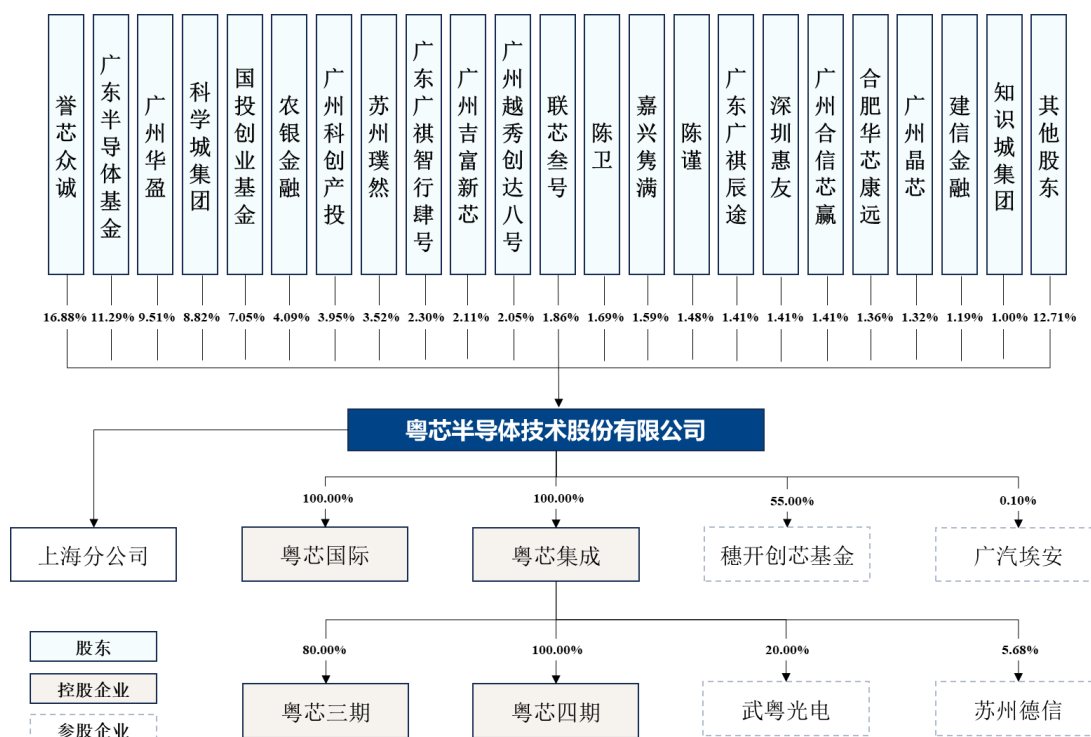 誉芯众诚
广东半导体基金
广州华盈
科学城集团
国投创业基金
农银金融
广州科创产投
苏州璞然
广东广祺智行肆号
广州吉富新芯
广州越秀创达八号
联芯叁号
陈卫
嘉兴隽满
陈谨
广东广祺辰途
深圳惠友
广州合信芯赢
合肥华芯康远
广州晶芯
建信金融
知识城集团
其他股东
16.88% 11.29% 9.51% 8.82% 7.05% 4.09% 3.95% 3.52% 2.30% 2.11% 2.05% 1.86% 1.69% 1.59% 1.48% 1.41% 1.41% 1.41% 1.36% 1.32% 1.19% 1.00% 12.71%
粤芯半导体技术股份有限公司
100.00% 100.00% 55.00% 0.10%
上海分公司 粤芯国际 粤芯集成 穗开创芯基金 广汽埃安
80.00% 100.00% 20.00% 5.68%
粤芯三期 粤芯四期 武粤光电 苏州德信
股东
控股企业
参股企业